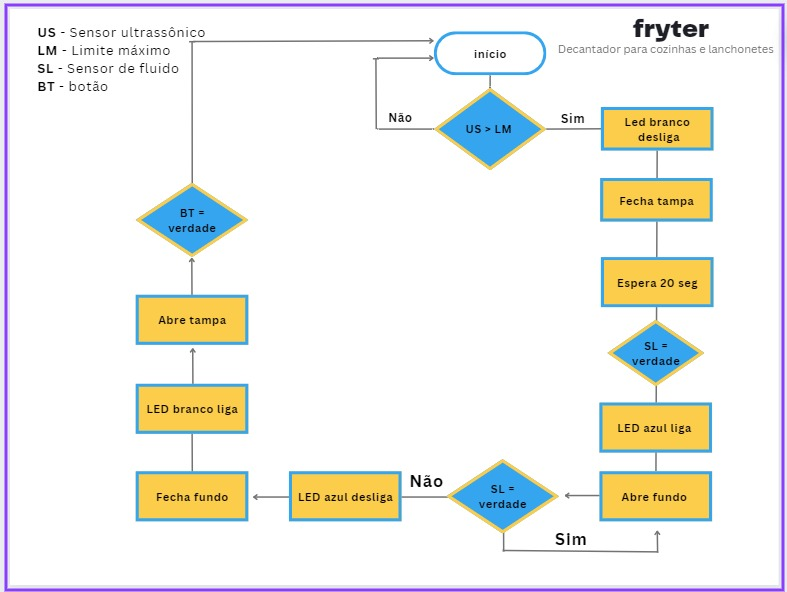 US - Sensor ultrassônico
LM - Limite máximo
SL - Sensor de fluido
BT - botão
fryter
Decantador para cozinhas e lanchonetes
início
Não
US > LM
Sim
Led branco
desliga
Fecha tampa
Espera 20 seg
SL =
verdade
LED azul liga
Abre fundo
SL =
verdade
Sim
Não
LED azul desliga
Fecha fundo
LED branco liga
Abre tampa
BT =
verdade